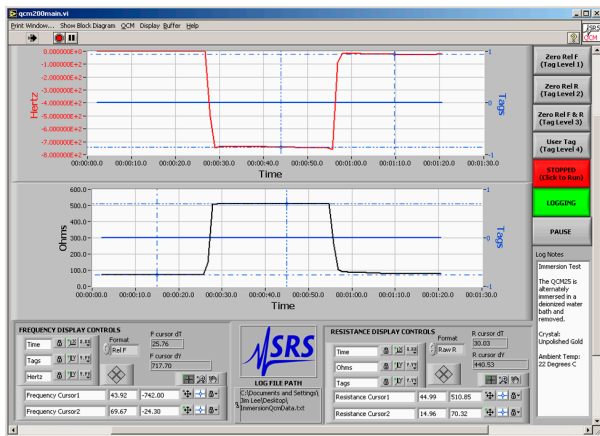 qcm200main.vi
Print Window... Show Block Diagram QCM Display Buffer Help
SRS
QCM
0.000000E+0
-1.000000E+2
-2.000000E+2
-3.000000E+2
-4.000000E+2
-5.000000E+2
-6.000000E+2
-7.000000E+2
-8.000000E+2
Hertz
1
0
-1
Tags
00:00:00.0 00:00:10.0 00:00:20.0 00:00:30.0 00:00:40.0 00:00:50.0 00:01:00.0 00:01:10.0 00:01:20.0 00:01:30.0
Time
600.0
500.0
400.0
300.0
200.0
100.0
0.0
Ohms
1
0
-1
Tags
00:00:00.0 00:00:10.0 00:00:20.0 00:00:30.0 00:00:40.0 00:00:50.0 00:01:00.0 00:01:10.0 00:01:20.0 00:01:30.0
Time
Zero Rel F
(Tag Level 1)
Zero Rel R
(Tag Level 2)
Zero Rel F & R
(Tag Level 3)
User Tag
(Tag Level 4)
STOPPED
(Click to Run)
LOGGING
PAUSE
Log Notes
Immersion Test
The QCM25 is
alternately
immersed in a
deionized water
bath and
removed.
Crystal:
Unpolished Gold
Ambient Temp:
22 Degrees C
FREQUENCY DISPLAY CONTROLS
Time
Tags
Hertz
Format
Rel F
F cursor dT
25.76
F cursor dY
717.70
Frequency Cursor1 43.92 -742.00
Frequency Cursor2 69.67 -24.30
SRS
LOG FILE PATH
C:\Documents and Settings\
Jim Lee\Desktop\
ImmersionQcmData.txt
RESISTANCE DISPLAY CONTROLS
Time
Ohms
Tags
Format
Raw R
R cursor dT
30.03
R cursor dY
440.53
Resistance Cursor1 44.99 510.85
Resistance Cursor2 14.96 70.32